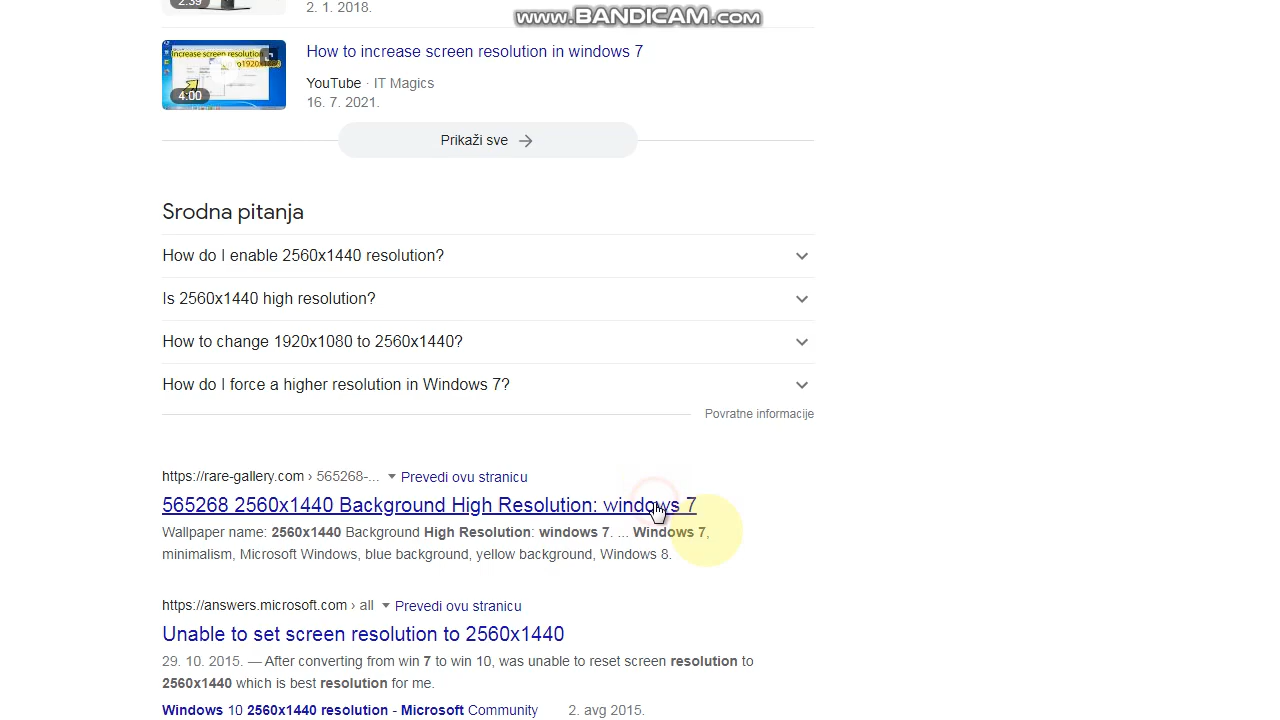 2:39
2. 1. 2018.
www.BANDICAM.com
Increase screen resolution
4:00
How to increase screen resolution in windows 7
YouTube · IT Magics
16. 7. 2021.
Prikaži sve
Srodna pitanja
How do I enable 2560x1440 resolution?
Is 2560x1440 high resolution?
How to change 1920x1080 to 2560x1440?
How do I force a higher resolution in Windows 7?
Povratne informacije
https://rare-gallery.com › 565268-... Prevedi ovu stranicu
565268 2560x1440 Background High Resolution: windows 7
Wallpaper name: 2560x1440 Background High Resolution: windows 7. ... Windows 7,
minimalism, Microsoft Windows, blue background, yellow background, Windows 8.
https://answers.microsoft.com › all Prevedi ovu stranicu
Unable to set screen resolution to 2560x1440
29. 10. 2015. — After converting from win 7 to win 10, was unable to reset screen resolution to
2560x1440 which is best resolution for me.
Windows 10 2560x1440 resolution - Microsoft Community 2. avg 2015.